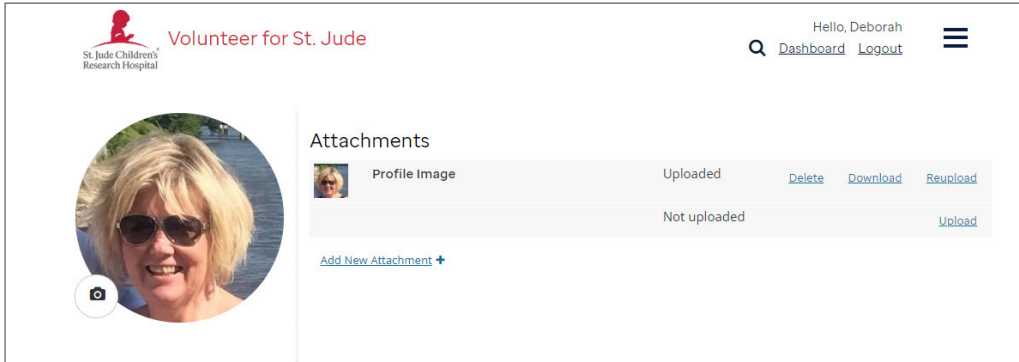 St. Jude Children's
Research Hospital
Volunteer for St. Jude
Hello, Deborah
Dashboard Logout
Attachments
Profile Image Uploaded Delete Download Reupload
Not uploaded Upload
Add New Attachment +